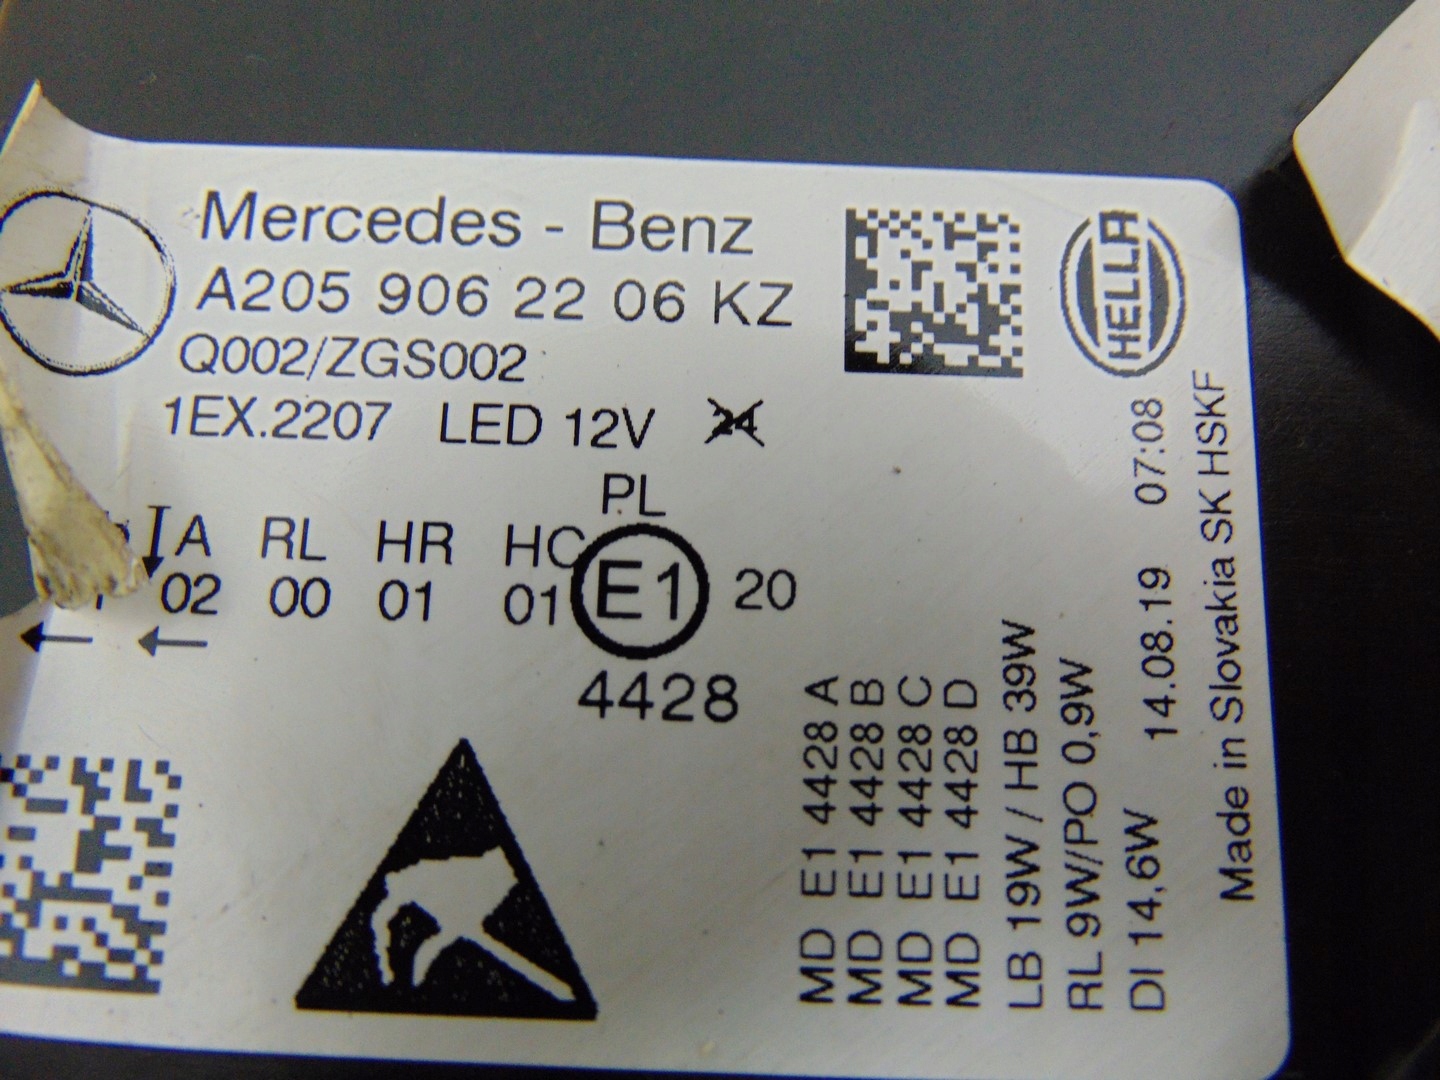 Mercedes - Benz
A205 906 22 06 KZ
Q002/ZGS002
1EX.2207 LED 12V 24
PL
A RL HR HC
02 00 01 01 E1 20
4428
HELLA
MD E1 4428 A
MD E1 4428 B
MD E1 4428 C
MD E1 4428 D
LB 19W / HB 39W
RL 9W/PO 0,9W
DI 14,6W 14.08.19 07:08
Made in Slovakia SK HSKF